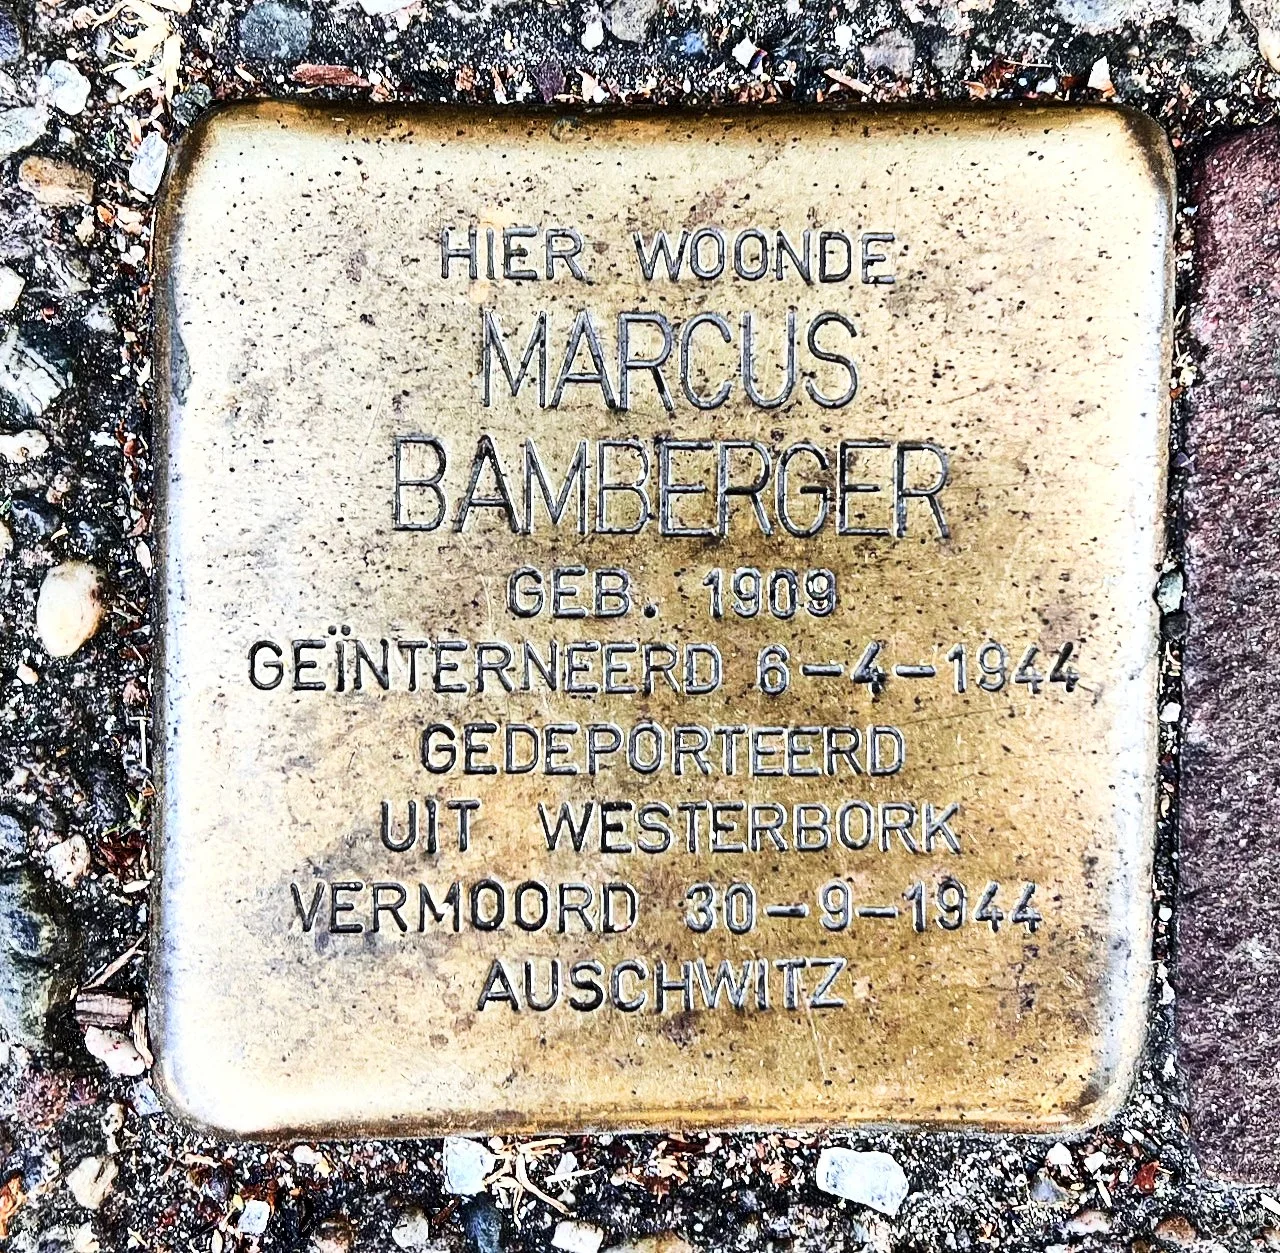 HIER WOONDE
MARCUS
BAMBERGER
GEB. 1909
GEÏNTERNEERD 6-4-1944
GEDEPORTEERD
UIT WESTERBORK
VERMOORD 30-9-1944
AUSCHWITZ